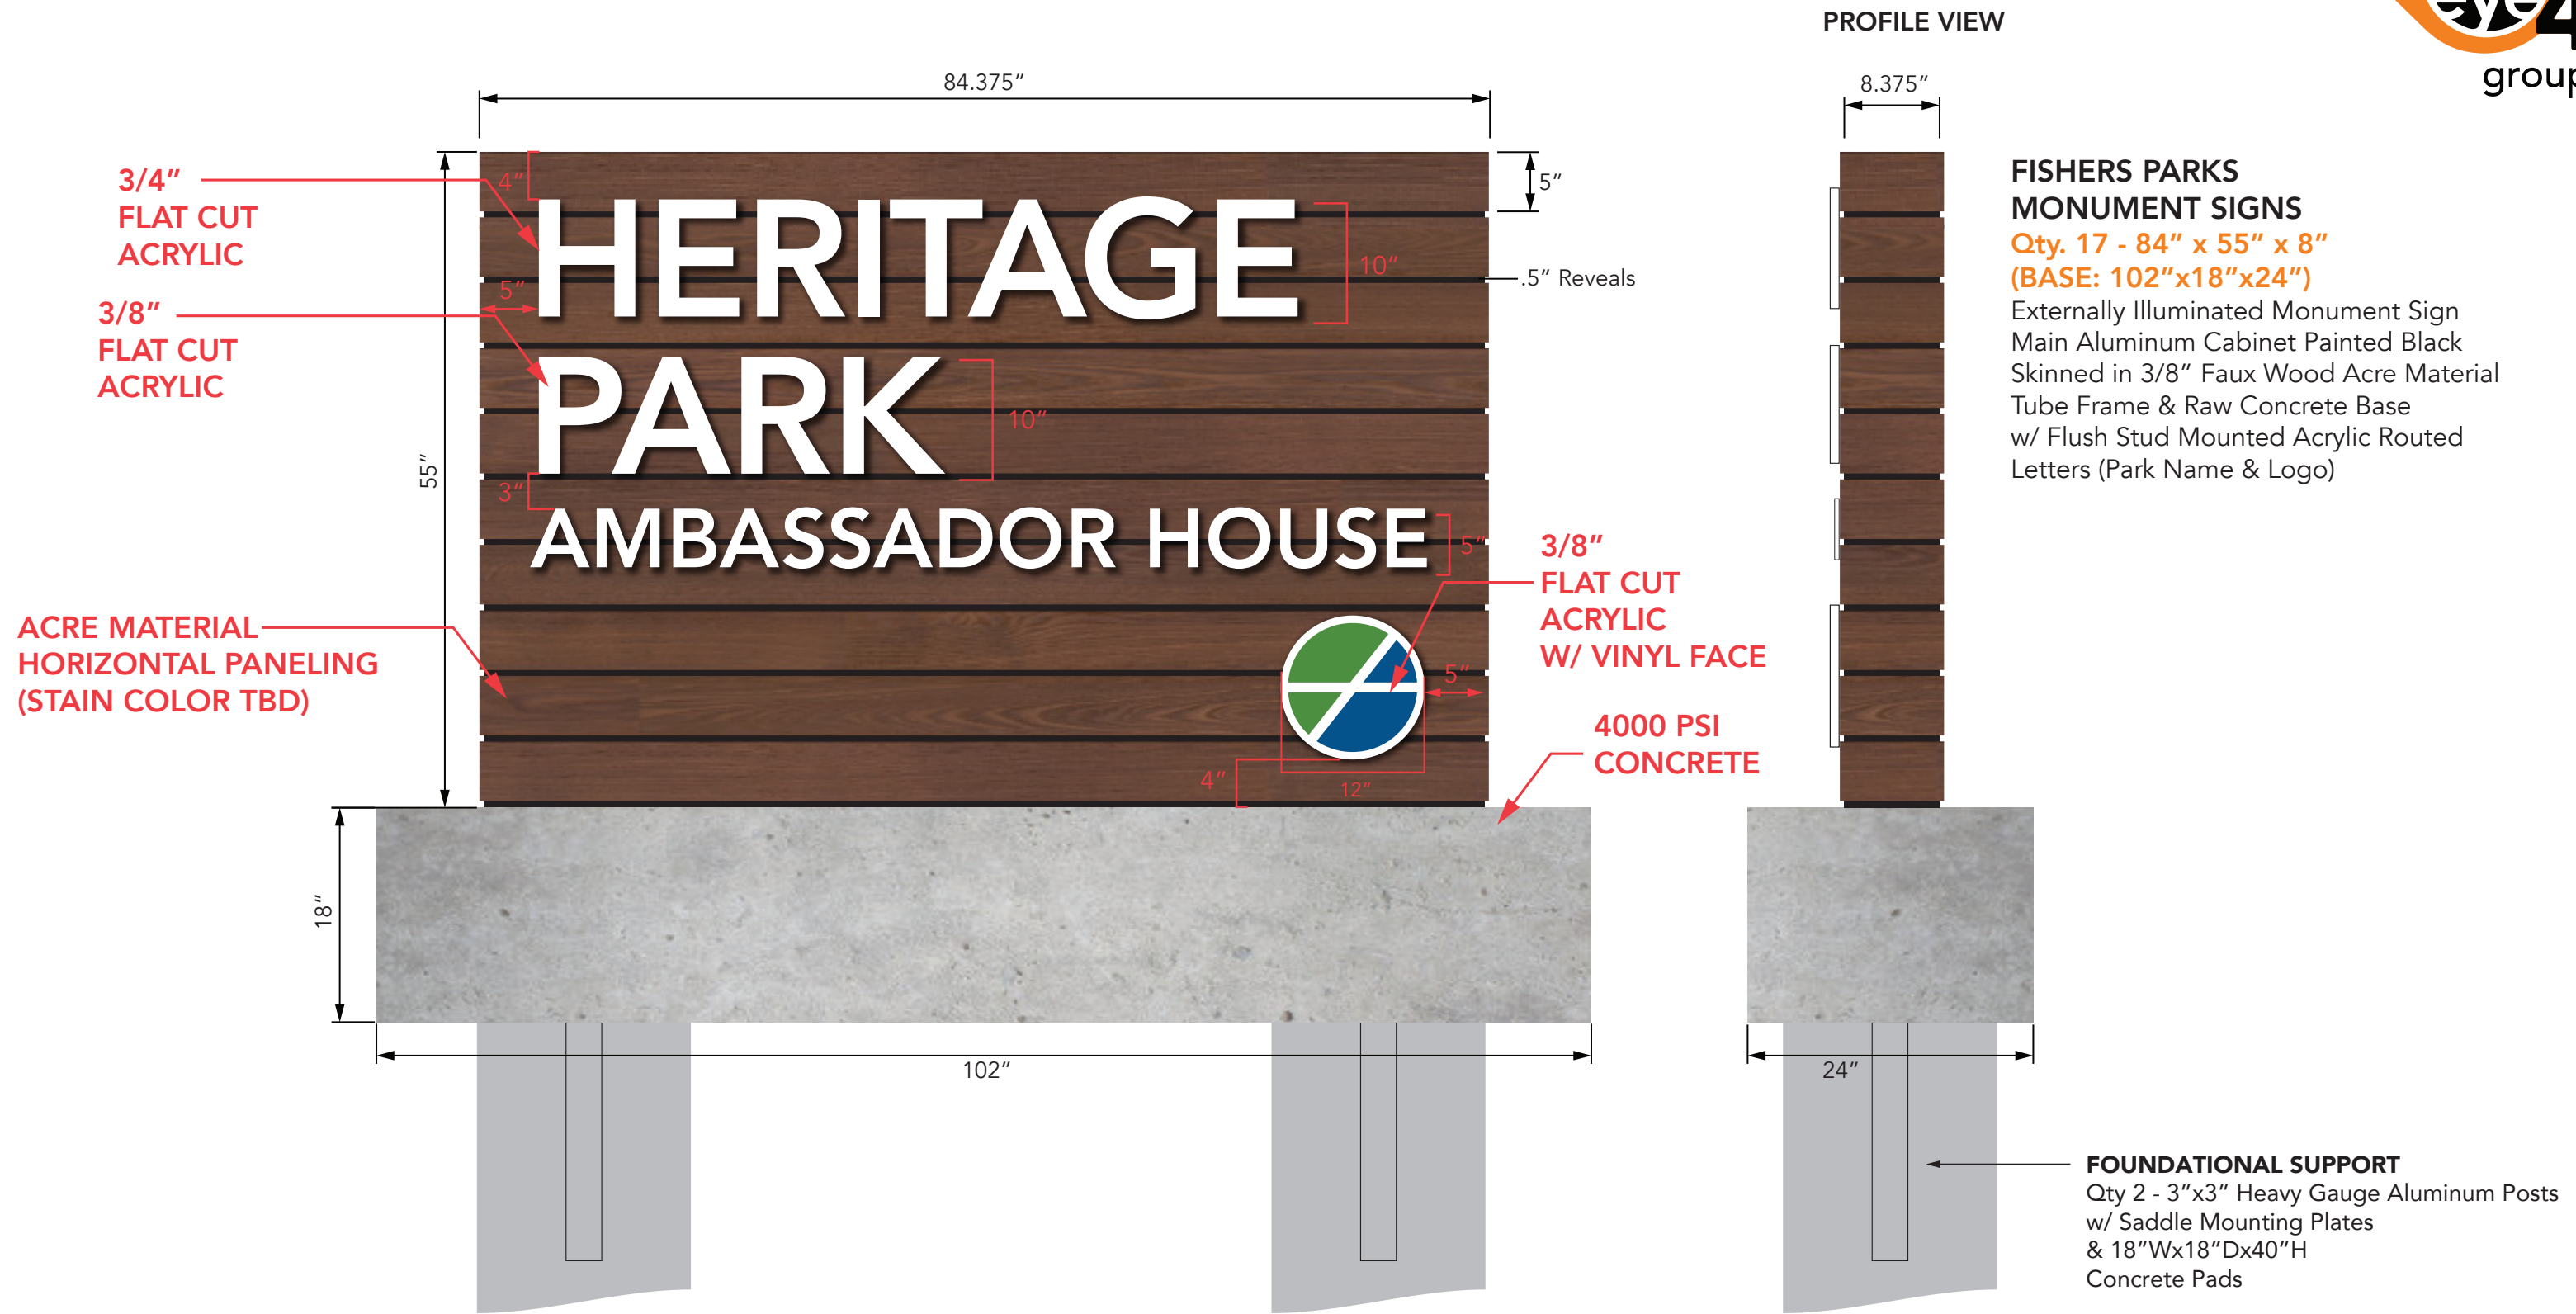 PROFILE VIEW
eye4
group
84.375”
8.375”
3/4”
FLAT CUT
ACRYLIC
3/8”
FLAT CUT
ACRYLIC
4”
5”
HERITAGE
10”
.5” Reveals
5”
PARK
10”
55”
3”
AMBASSADOR HOUSE
5”
ACRE MATERIAL
HORIZONTAL PANELING
(STAIN COLOR TBD)
3/8”
FLAT CUT
ACRYLIC
W/ VINYL FACE
5”
4”
12”
4000 PSI
CONCRETE
18”
102”
24”
FISHERS PARKS
MONUMENT SIGNS
Qty. 17 - 84” x 55” x 8”
(BASE: 102”x18”x24”)
Externally Illuminated Monument Sign
Main Aluminum Cabinet Painted Black
Skinned in 3/8” Faux Wood Acre Material
Tube Frame & Raw Concrete Base
w/ Flush Stud Mounted Acrylic Routed
Letters (Park Name & Logo)
FOUNDATIONAL SUPPORT
Qty 2 - 3”x3” Heavy Gauge Aluminum Posts
w/ Saddle Mounting Plates
& 18”Wx18”Dx40”H
Concrete Pads